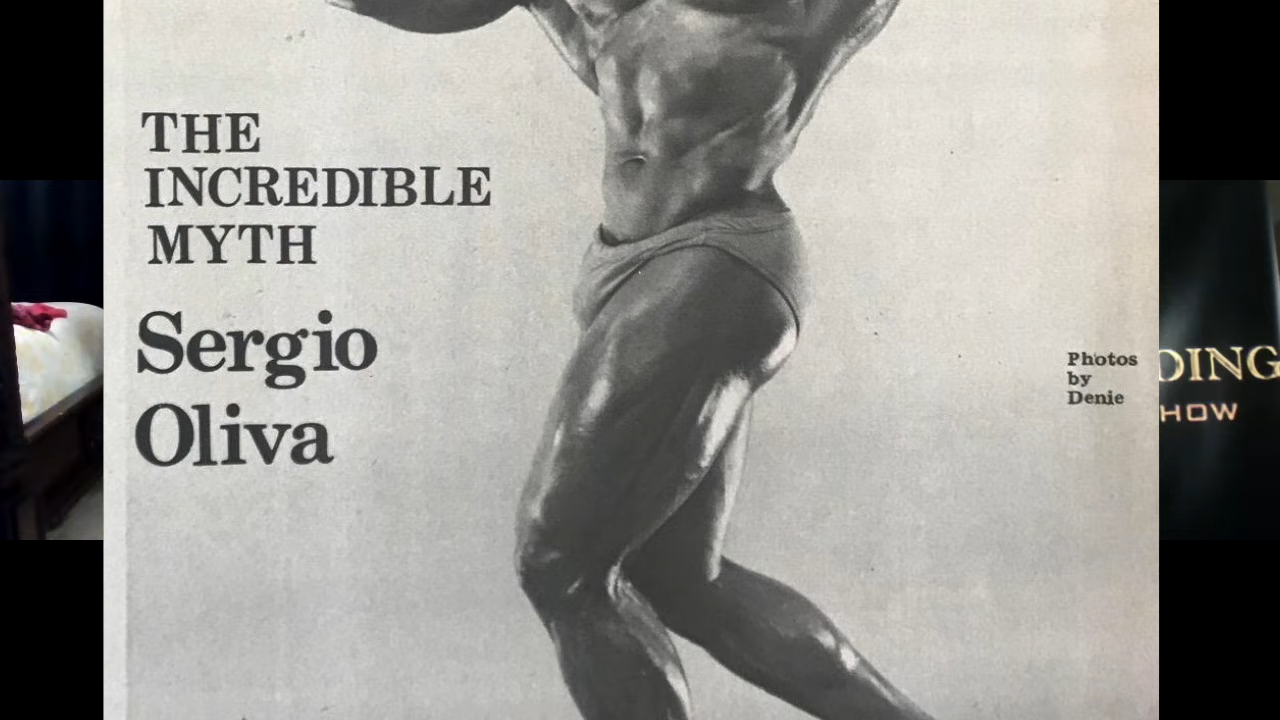 THE
INCREDIBLE
MYTH
Sergio
Oliva
Photos
by
Denie
DING
HOW